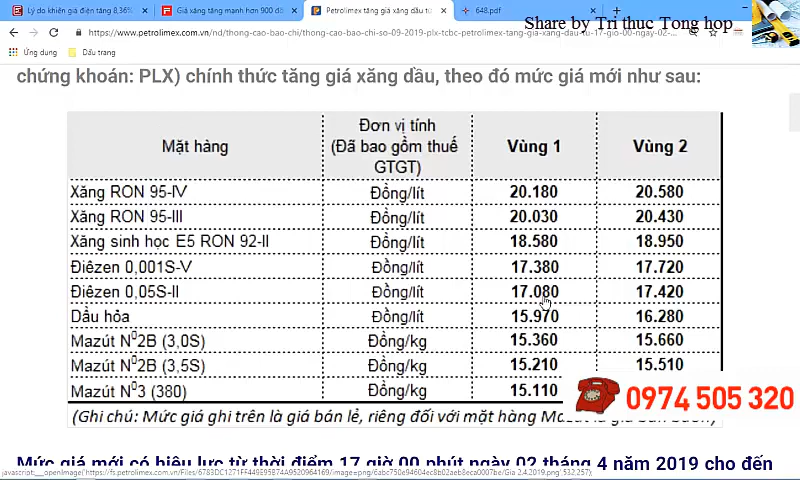 Lý do khiến giá điện tăng 8,36%
Giá xăng tăng mạnh hơn 900 đồ
Petrolimex tăng giá xăng dầu từ
648.pdf
Share by Tri thuc Tong hop
https://www.petrolimex.com.vn/nd/thong-cao-bao-chi/thong-cao-bao-chi-so-09-2019-plx-tcbc-petrolimex-tang-gia-xang-dau-tu-17-gio-00-ngay-02-...
Ứng dụng
Dấu trang
chứng khoán: PLX) chính thức tăng giá xăng dầu, theo đó mức giá mới như sau:
Mặt hàng Đơn vị tính (Đã bao gồm thuế GTGT) Vùng 1 Vùng 2
Xăng RON 95-IV Đồng/lít 20.180 20.580
Xăng RON 95-III Đồng/lít 20.030 20.430
Xăng sinh học E5 RON 92-II Đồng/lít 18.580 18.950
Điêzen 0,001S-V Đồng/lít 17.380 17.720
Điêzen 0,05S-II Đồng/lít 17.080 17.420
Dầu hỏa Đồng/lít 15.970 16.280
Mazút N⁰2B (3,0S) Đồng/kg 15.360 15.660
Mazút N⁰2B (3,5S) Đồng/kg 15.210 15.510
Mazút N⁰3 (380) Đồng/kg 15.110
0974 505 320
(Ghi chú: Mức giá ghi trên là giá bán lẻ, riêng đối với mặt hàng
Mức giá mới có hiệu lực từ thời điểm 17 giờ 00 phút ngày 02 tháng 4 năm 2019 cho đến